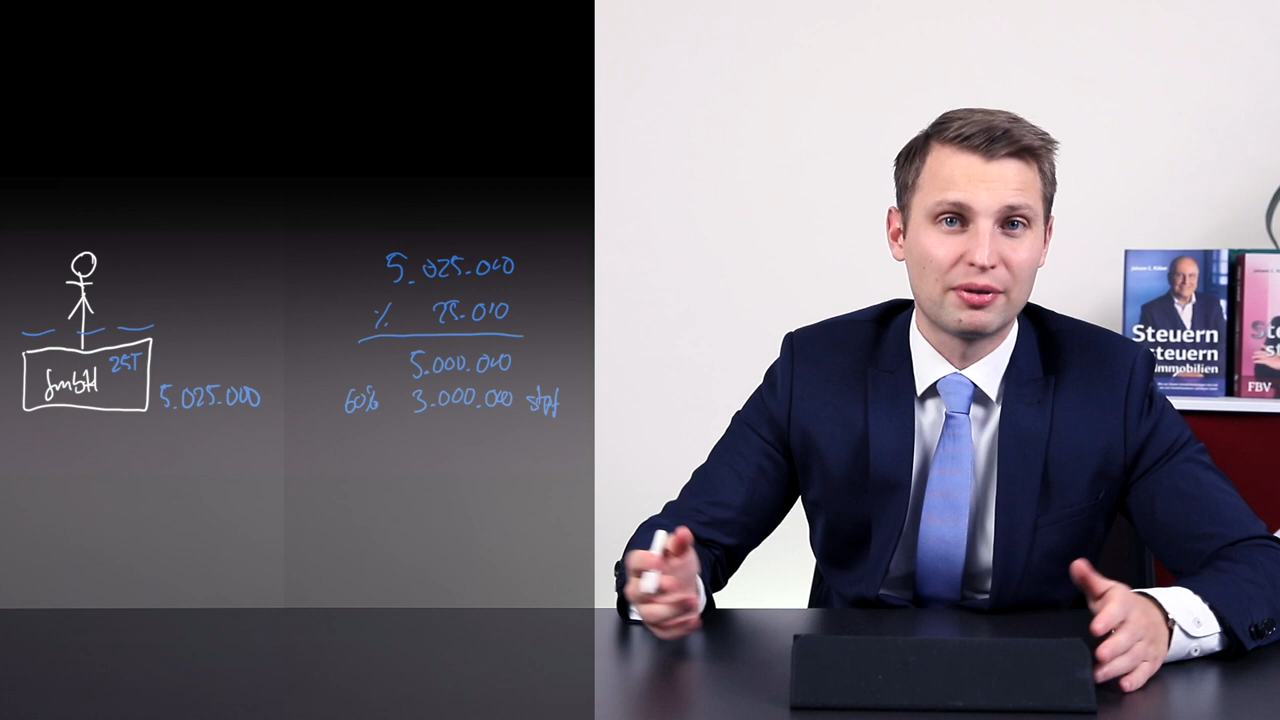 5.025.000
% 25.000
5.000.000
60% 3.000.000 stpf
GmbH 25T
5.025.000
Steuern
steuern
Immobilien
FBV